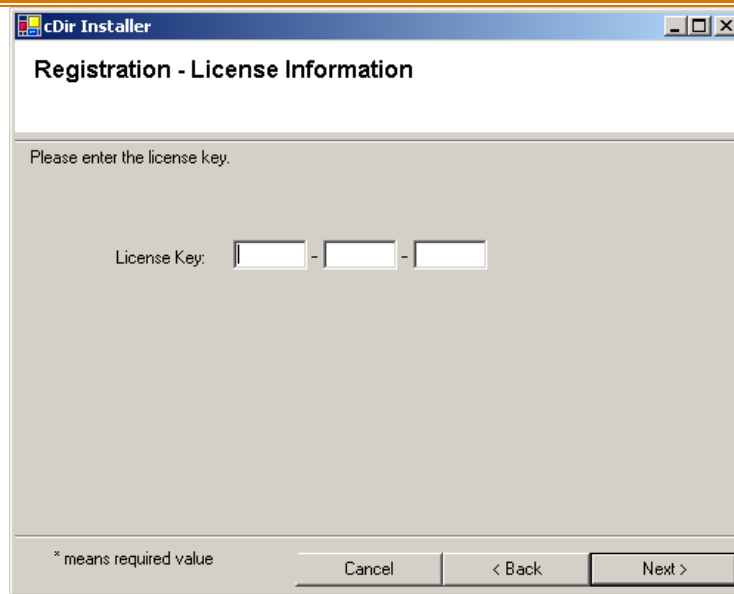 cDir Installer
Registration - License Information
Please enter the license key.
License Key: - -
* means required value
Cancel < Back Next >